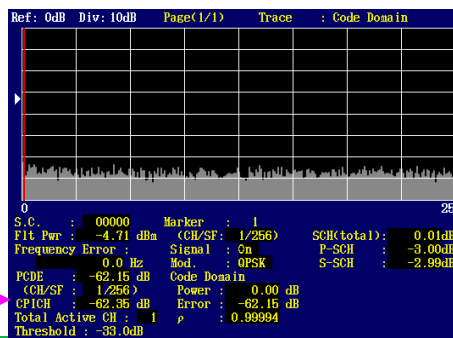 Ref: 0dB Div: 10dB Page(1/1) Trace : Code Domain
0 25
S.C. : 00000 Marker : 1
Flt Pwr : -4.71 dBm (CH/SF: 1/256) SCH(total): 0.01dB
Frequency Error : Signal : On P-SCH : -3.00dB
0.0 Hz Mod. : QPSK S-SCH : -2.99dB
PCDE : -62.15 dB Code Domain
(CH/SF : 1/256) Power : 0.00 dB
CPICH : -62.35 dB Error : -62.15 dB
Total Active CH : 1 ρ : 0.99994
Threshold : -33.0dB